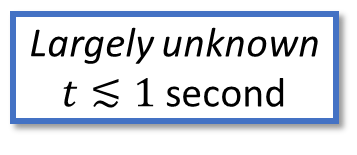 Largely unknown
t ≲ 1 second